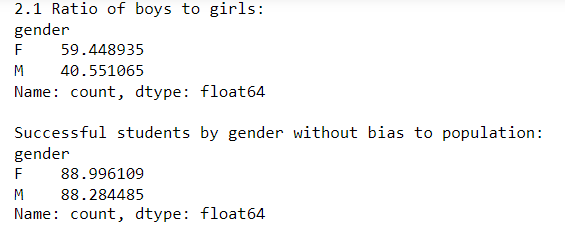 2.1 Ratio of boys to girls:
gender
F    59.448935
M    40.551065
Name: count, dtype: float64

Successful students by gender without bias to population:
gender
F    88.996109
M    88.284485
Name: count, dtype: float64